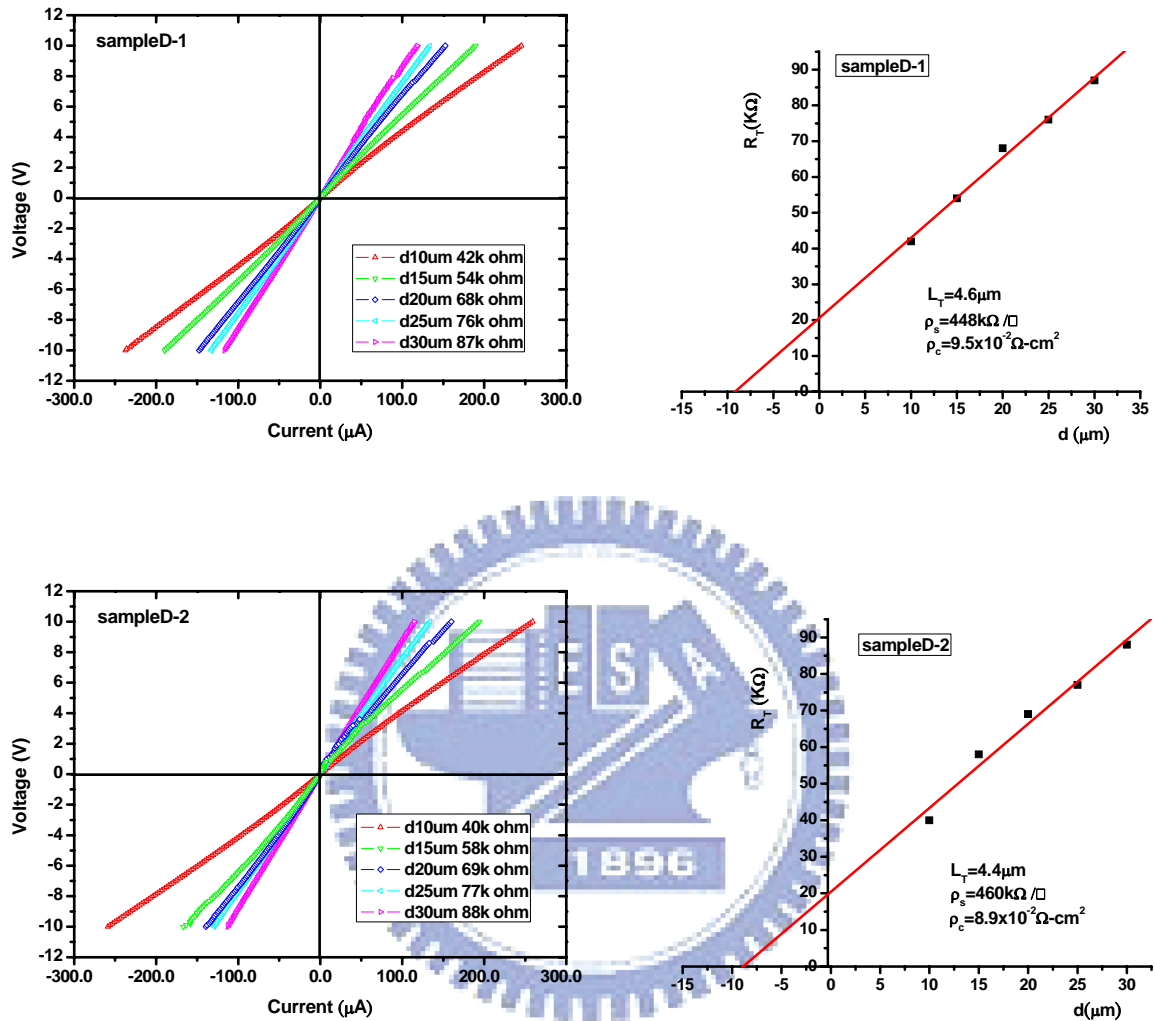 sampleD-1
12
10
8
6
4
2
0
-2
-4
-6
-8
-10
-12
Voltage (V)
d10um 42k ohm
d15um 54k ohm
d20um 68k ohm
d25um 76k ohm
d30um 87k ohm
-300.0 -200.0 -100.0 0.0 100.0 200.0 300.0
Current (μA)
sampleD-1
R_T(KΩ)
90
80
70
60
50
40
30
20
10
0
L_T=4.6μm
ρ_s=448kΩ/□
ρ_c=9.5x10⁻²Ω-cm²
-15 -10 -5 0 5 10 15 20 25 30 35
d (μm)
sampleD-2
12
10
8
6
4
2
0
-2
-4
-6
-8
-10
-12
Voltage (V)
d10um 40k ohm
d15um 58k ohm
d20um 69k ohm
d25um 77k ohm
d30um 88k ohm
-300.0 -200.0 -100.0 0.0 100.0 200.0 300.0
Current (μA)
E S A
1896
sampleD-2
R_T (KΩ)
90
80
70
60
50
40
30
20
10
0
L_T=4.4μm
ρ_s=460kΩ/□
ρ_c=8.9x10⁻²Ω-cm²
-15 -10 -5 0 5 10 15 20 25 30
d(μm)